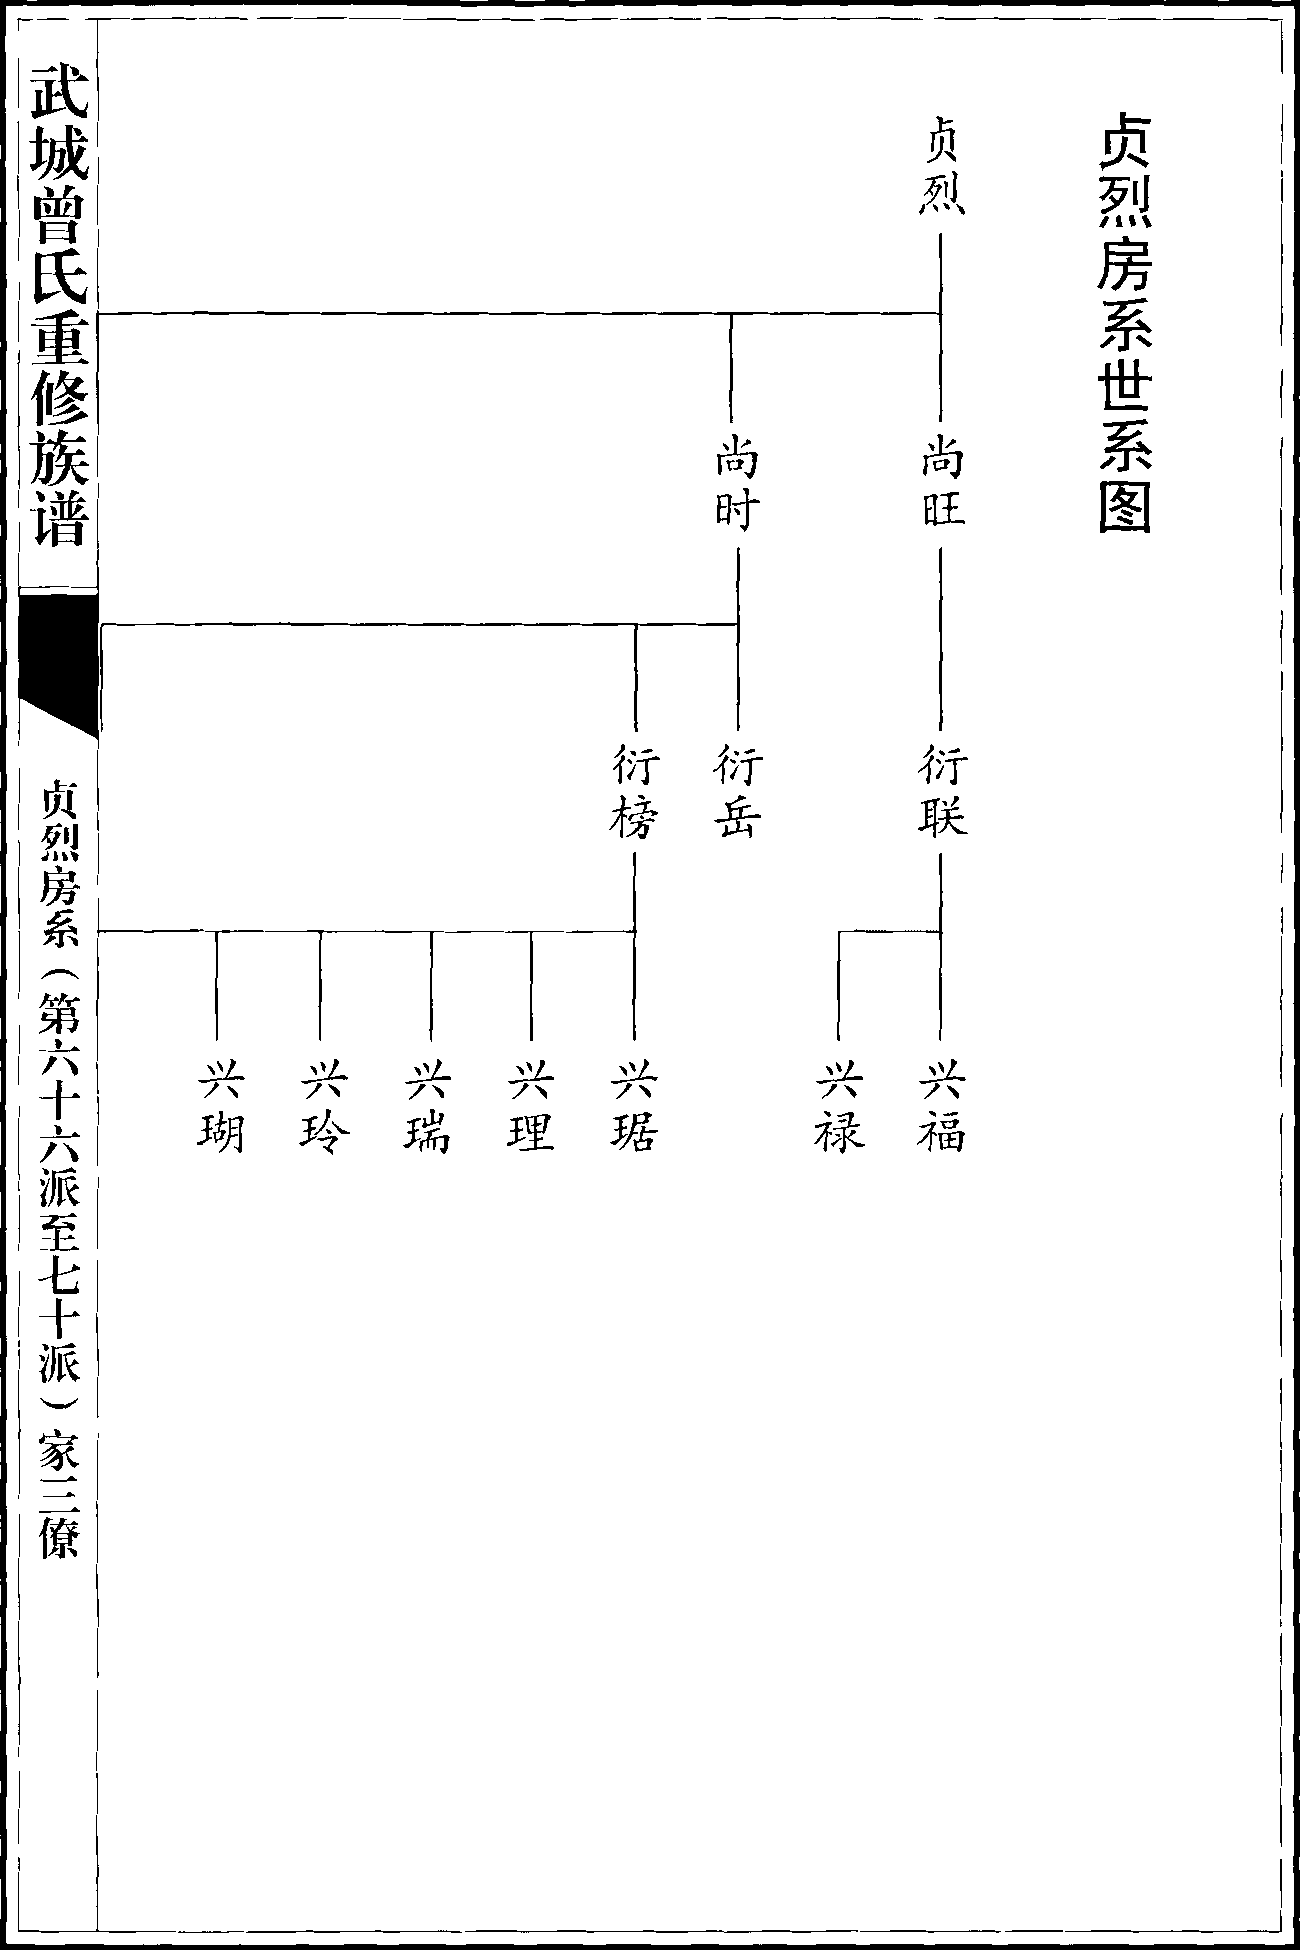 贞烈房系世系图
贞烈
尚旺
尚时
衍联
衍岳
衍榜
兴福
兴禄
兴琚
兴理
兴瑞
兴玲
兴瑚
武城曾氏重修族谱
贞烈房系（第六十六派至七十派）家三僚